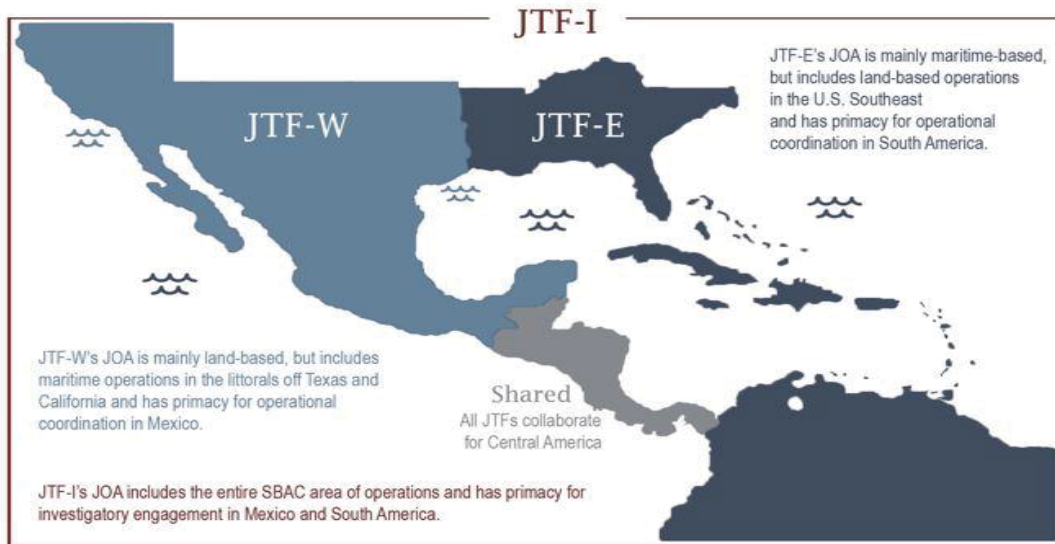 JTF-I
JTF-E's JOA is mainly maritime-based,
but includes land-based operations
in the U.S. Southeast
and has primacy for operational
coordination in South America.
JTF-W
JTF-E
JTF-W's JOA is mainly land-based, but includes
maritime operations in the littorals off Texas and
California and has primacy for operational
coordination in Mexico.
Shared
All JTFs collaborate
for Central America
JTF-I's JOA includes the entire SBAC area of operations and has primacy for
investigatory engagement in Mexico and South America.